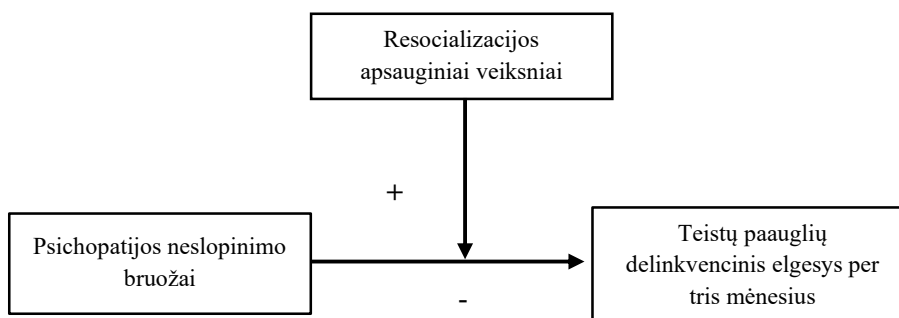 Resocializacijos
apsauginiai veiksniai
+
Psichopatijos neslopinimo
bruožai
Teistų paauglių
delinkvencinis elgesys per
tris mėnesius
-